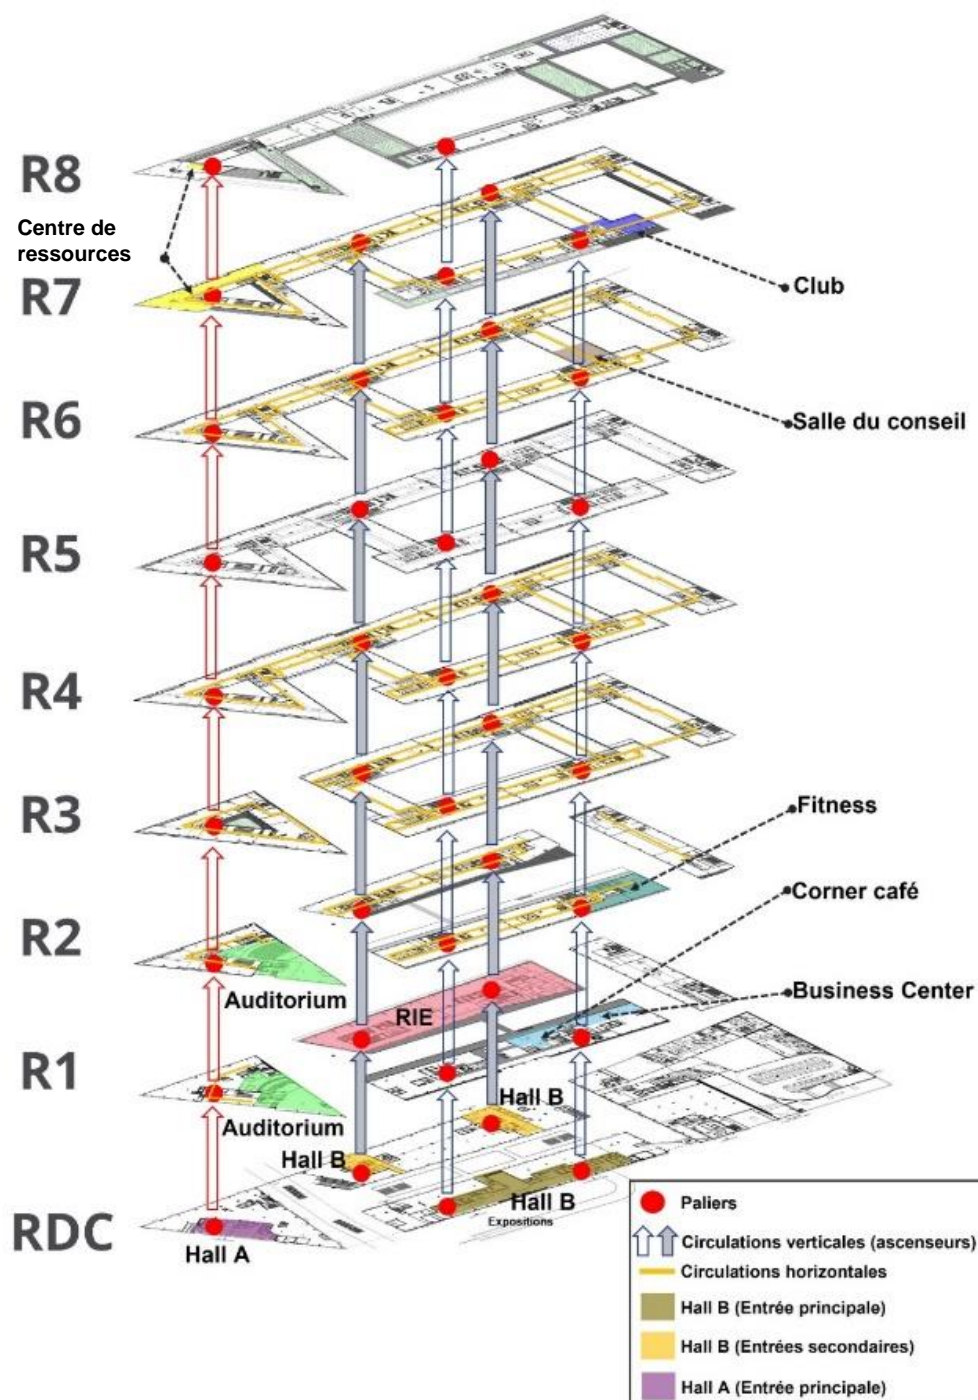 R8
Centre de
ressources
R7
Club
R6
Salle du conseil
R5
R4
R3
Fitness
Corner café
R2
Auditorium
Business Center
RIE
R1
Hall B
Auditorium
Hall B
Hall B
Expositions
RDC
Hall A
Paliers
Circulations verticales (ascenseurs)
Circulations horizontales
Hall B (Entrée principale)
Hall B (Entrées secondaires)
Hall A (Entrée principale)